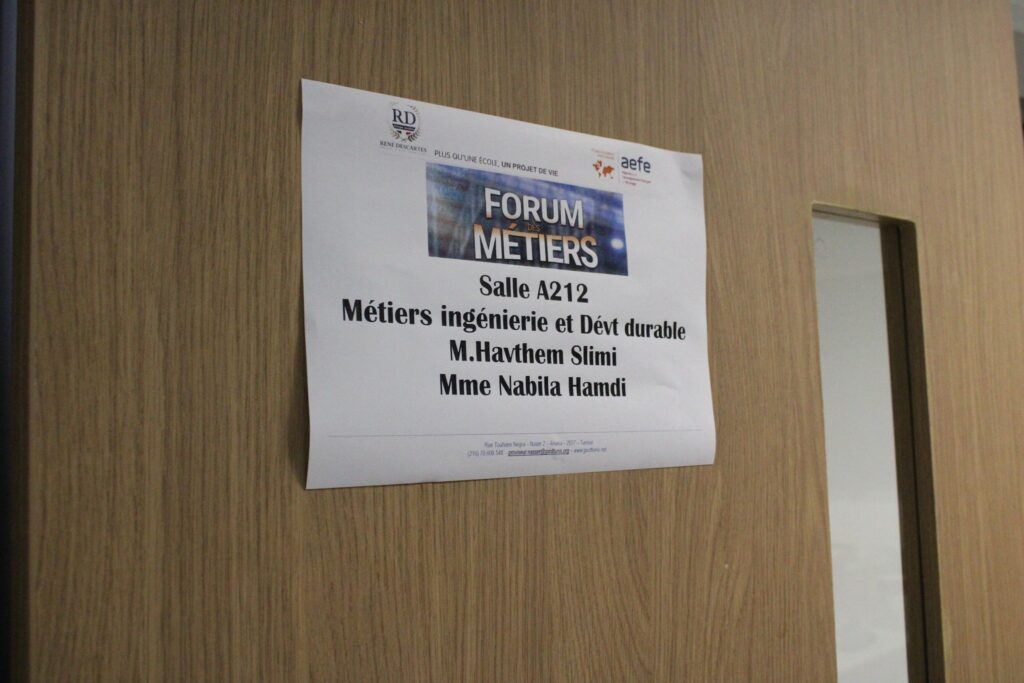 RD
RENÉ DESCARTES
PLUS QU'UNE ÉCOLE, UN PROJET DE VIE
aefe
FORUM
DES
MÉTIERS
Salle A212
Métiers ingénierie et Dévt durable
M.Havthem Slimi
Mme Nabila Hamdi